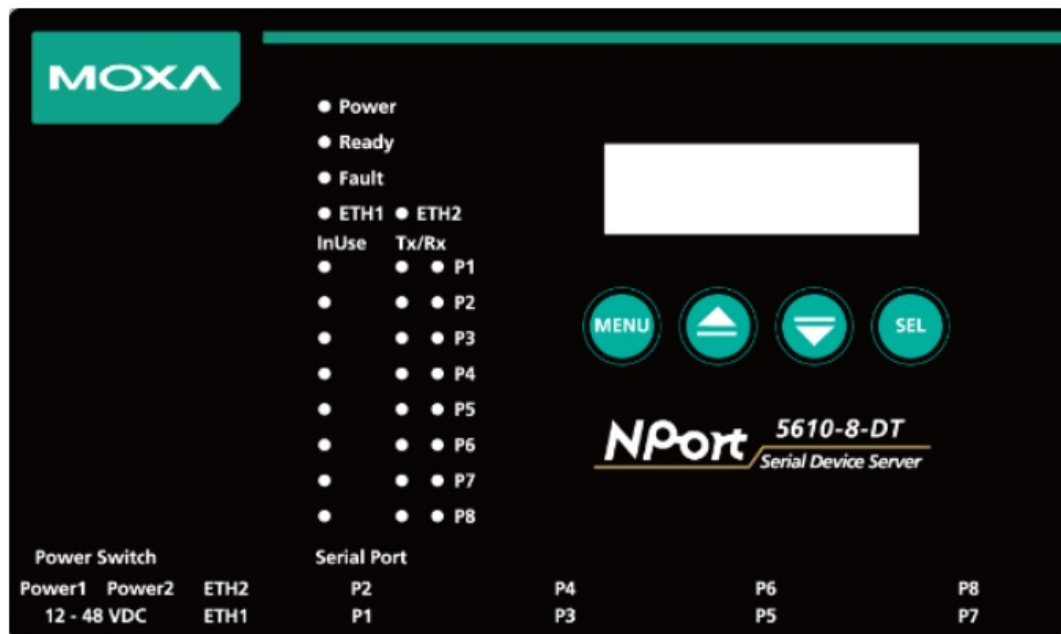 MOXA
Power
Ready
Fault
ETH1 ETH2
InUse Tx/Rx
P1
P2
P3
P4
P5
P6
P7
P8
MENU SEL
NPort 5610-8-DT
Serial Device Server
Power Switch Serial Port
Power1 Power2 ETH2 P2 P4 P6 P8
12 - 48 VDC ETH1 P1 P3 P5 P7